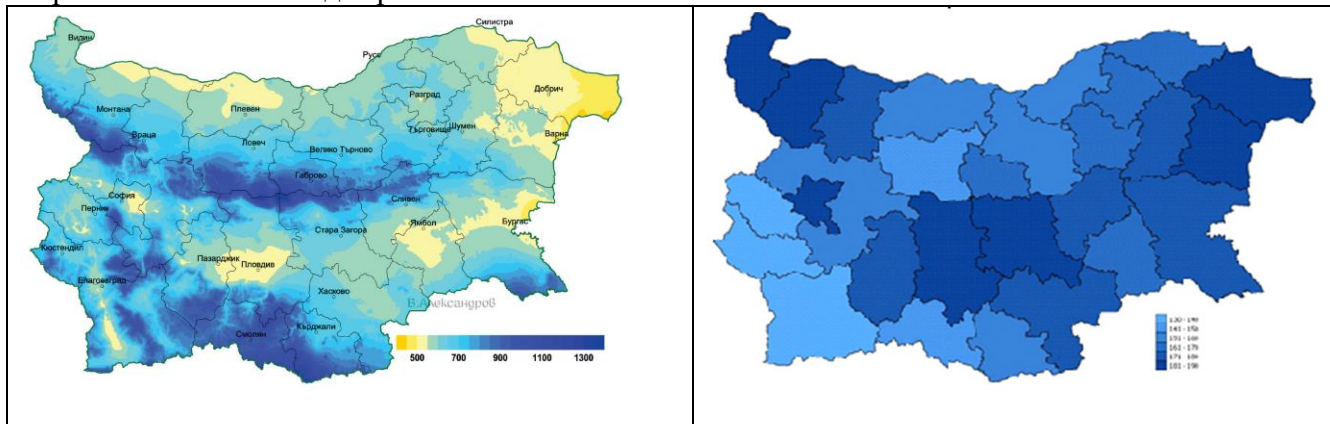 Силистра
Видин
Русе
Добрич
Разград
Монтана
Плевен
Търговище
Шумен
Варна
Враца
Ловеч
Велико Търново
Габрово
София
Сливен
Перник
Бургас
Ямбол
Стара Загора
Кюстендил
Пазарджик
Пловдив
Благоевград
Хасково
В.Александров
Кърджали
Смолян
500 700 900 1100 1300